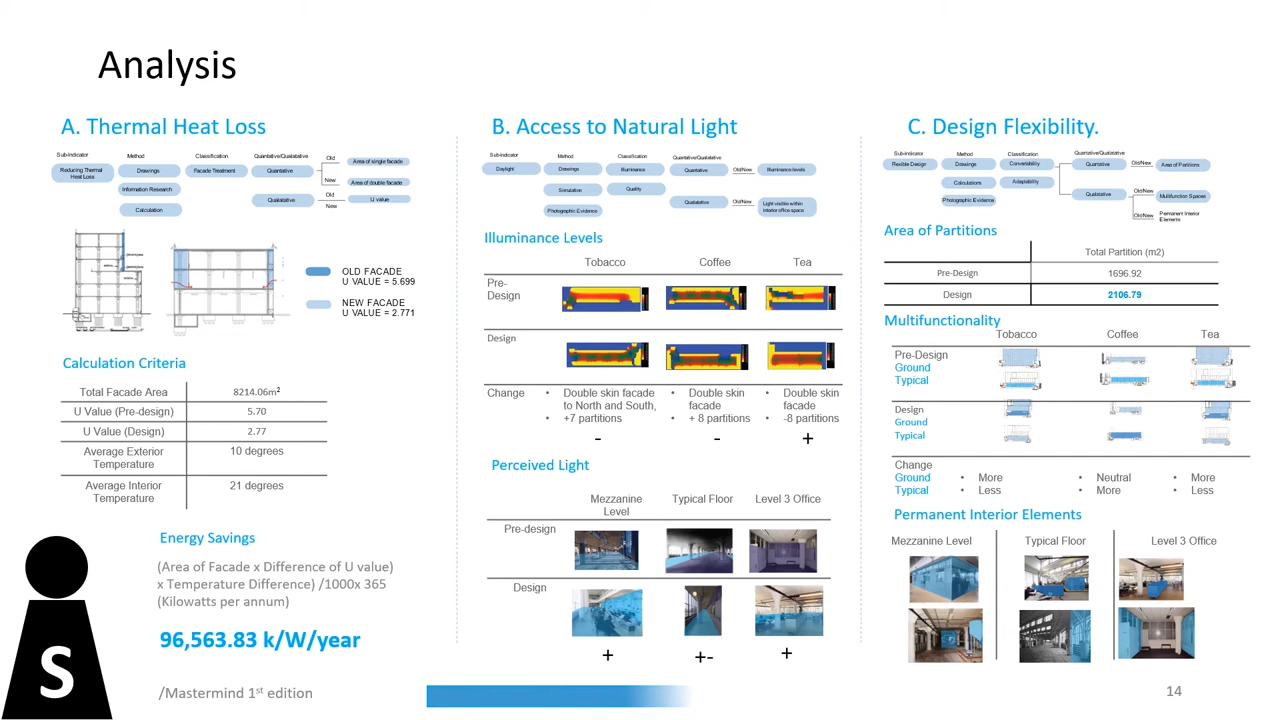 Analysis
A. Thermal Heat Loss
Sub-indicator
Method
Classification
Quantative/Qualatative
Reducing Thermal
Heat Loss
Drawings
Information Research
Calculation
Facade Treatment
Quantative
Qualatative
Old
New
Old
New
Area of single facade
Area of double facade
U value
OLD FACADE
U VALUE = 5.699
NEW FACADE
U VALUE = 2.771
Calculation Criteria
Total Facade Area 8214.06m²
U Value (Pre-design) 5.70
U Value (Design) 2.77
Average Exterior
Temperature
10 degrees
Average Interior
Temperature
21 degrees
Energy Savings
(Area of Facade x Difference of U value)
x Temperature Difference) /1000x 365
(Kilowatts per annum)
96,563.83 k/W/year
S
/Mastermind 1st edition
B. Access to Natural Light
Sub-indicator
Method
Classification
Quantative/Qualatative
Daylight
Drawings
Simulative
Photographic Evidence
Illuminance
Quality
Quantative
Qualatative
Old/New
Old/New
Illuminance levels
Light visible within
interior office space
Illuminance Levels
Tobacco Coffee Tea
Pre-
Design
Design
Change
• Double skin facade
to North and South,
• +7 partitions
-
• Double skin
facade
• + 8 partitions
-
• Double skin
facade
• -8 partitions
+
Perceived Light
Mezzanine
Level
Typical Floor
Level 3 Office
Pre-design
Design
+ +- +
C. Design Flexibility.
Sub-indicator
Method
Classification
Quantative/Qualatative
Flexible Design
Drawings
Calculations
Photographic Evidence
Convertability
Adaptability
Quantative
Qualatative
Old/New
Old/New
Old/New
Area of Partitions
Multifunction Spaces
Permanent Interior
Elements
Area of Partitions
Total Partition (m2)
Pre-Design 1696.92
Design 2106.79
Multifunctionality
Tobacco Coffee Tea
Pre-Design
Ground
Typical
Design
Ground
Typical
Change
Ground • More • Neutral • More
Typical • Less • More • Less
Permanent Interior Elements
Mezzanine Level Typical Floor Level 3 Office
14